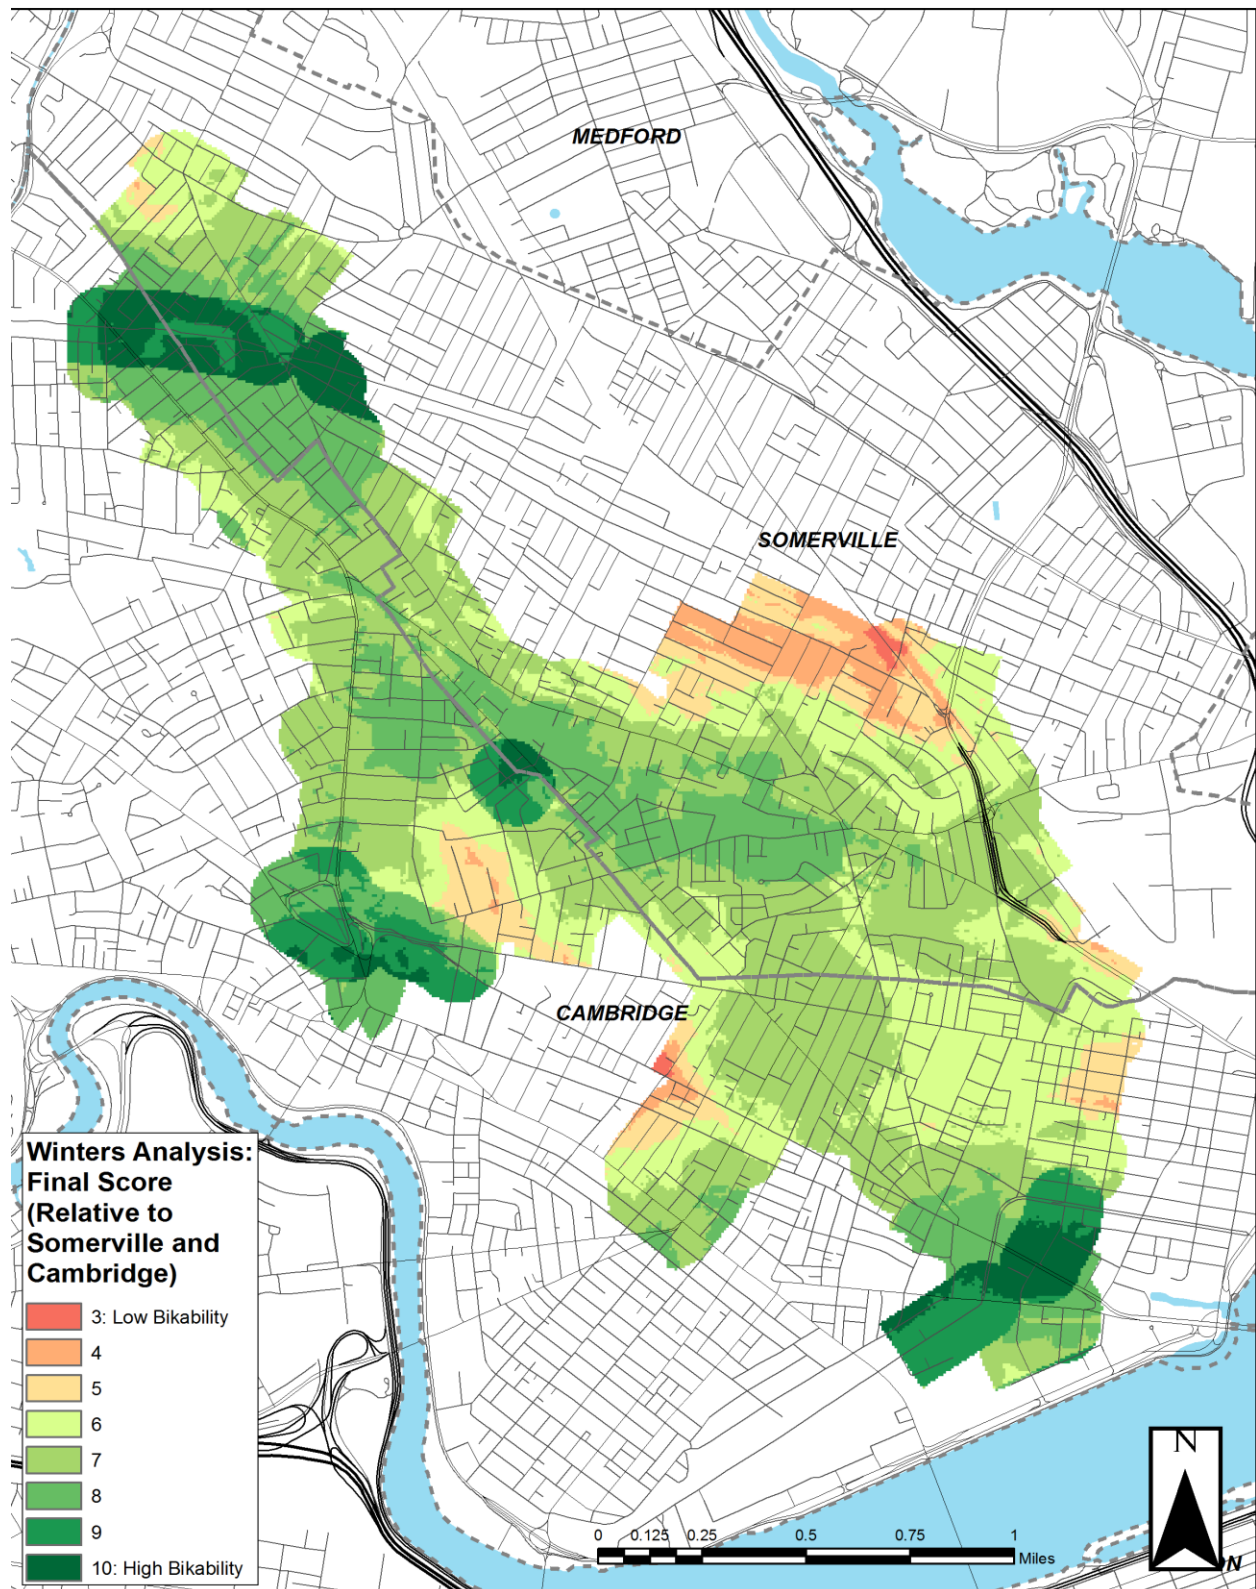 MEDFORD
SOMERVILLE
CAMBRIDGE
Winters Analysis:
Final Score
(Relative to
Somerville and
Cambridge)
3: Low Bikability
4
5
6
7
8
9
10: High Bikability
0 0.125 0.25 0.5 0.75 1
Miles
N